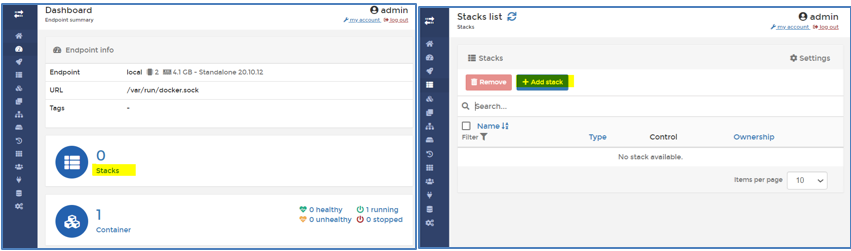 Dashboard
Endpoint summary
admin
my account log out
Endpoint info
Endpoint local 2 4.1 GB - Standalone 20.10.12
URL /var/run/docker.sock
Tags -
0
Stacks
1
Container
0 healthy 1 running
0 unhealthy 0 stopped
Stacks list
Stacks
admin
my account log out
Stacks Settings
Remove + Add stack
Search...
Name
Filter
Type Control Ownership
No stack available.
Items per page 10